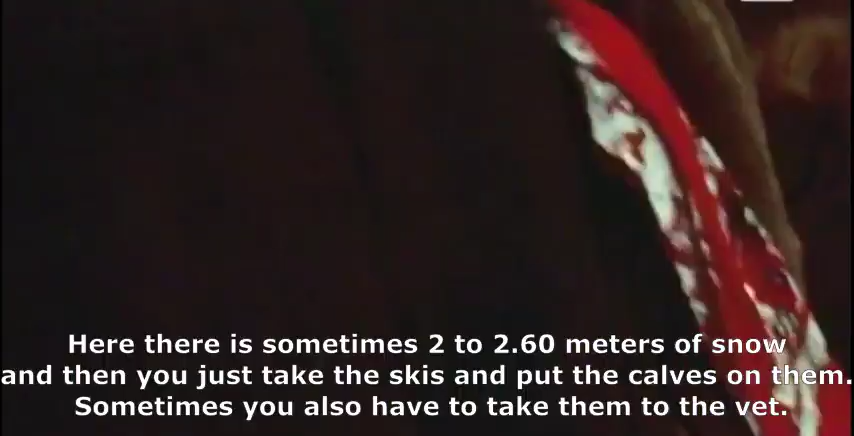 Here there is sometimes 2 to 2.60 meters of snow
and then you just take the skis and put the calves on them.
Sometimes you also have to take them to the vet.